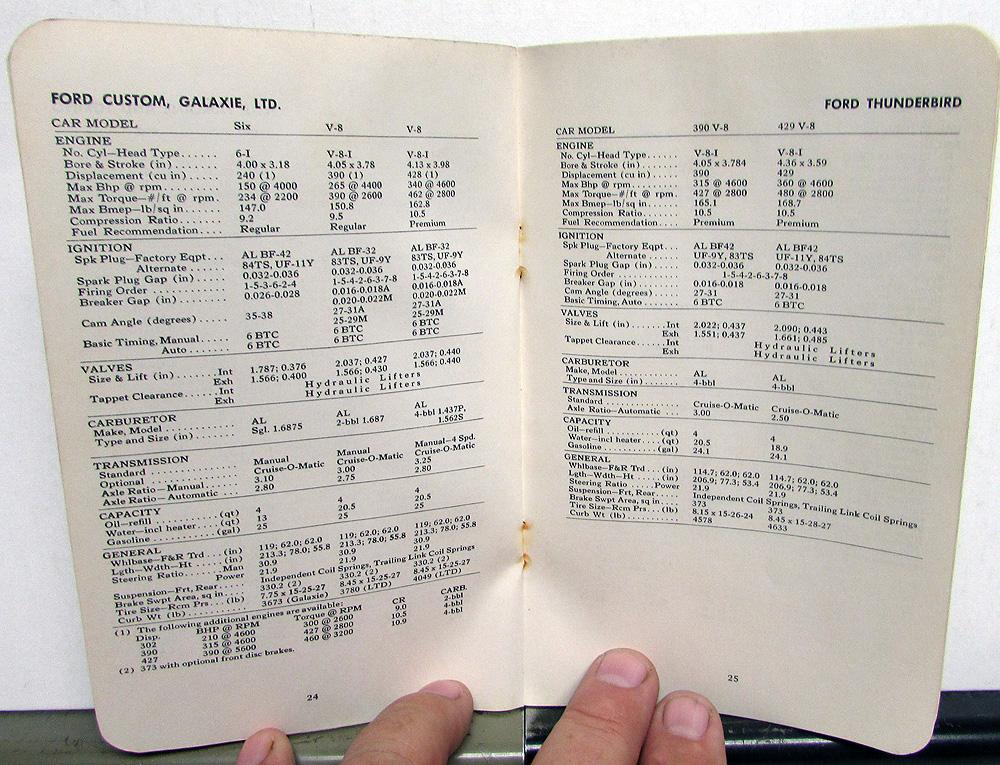 FORD CUSTOM, GALAXIE, LTD.
CAR MODEL Six V-8 V-8
ENGINE
No. Cyl—Head Type...... 6-I V-8-I V-8-I
Bore & Stroke (in)........ 4.00 x 3.18 4.05 x 3.78 4.13 x 3.98
Displacement (cu in)...... 240 (1) 390 (1) 428 (1)
Max Bhp @ rpm......... 150 @ 4000 265 @ 4400 340 @ 4600
Max Torque—#/ft @ rpm. 234 @ 2200 390 @ 2600 462 @ 2800
Max Bmep—lb/sq in...... 147.0 150.8 162.8
Compression Ratio........ 9.2 9.5 10.5
Fuel Recommendation.... Regular Regular Premium
IGNITION
Spk Plug—Factory Eqpt... AL BF-42 AL BF-32 AL BF-32
Alternate ........ 84TS, UF-11Y 83TS, UF-9Y 83TS, UF-9Y
Spark Plug Gap (in)...... 0.032-0.036 0.032-0.036 0.032-0.036
Firing Order ............ 1-5-3-6-2-4 1-5-4-2-6-3-7-8 1-5-4-2-6-3-7-8
Breaker Gap (in)......... 0.026-0.028 0.016-0.018A 0.016-0.018A
0.020-0.022M 0.020-0.022M
Cam Angle (degrees)...... 35-38 27-31A 27-31A
25-29M 25-29M
Basic Timing, Manual..... 6 BTC 6 BTC 6 BTC
Auto....... 6 BTC 6 BTC 6 BTC
VALVES
Size & Lift (in).......Int 1.787; 0.376 2.037; 0.427 2.037; 0.440
Exh 1.566; 0.400 1.566; 0.430 1.566; 0.440
Tappet Clearance......Int Hydraulic Lifters
Exh Hydraulic Lifters
CARBURETOR
Make, Model............ AL AL AL
Type and Size (in)........ Sgl. 1.6875 2-bbl 1.687 4-bbl 1.437P,
1.562S
TRANSMISSION
Standard ............... Manual Manual Manual—4 Spd.
Optional ............... Cruise-O-Matic Cruise-O-Matic Cruise-O-Matic
Axle Ratio—Manual...... 3.10 3.00 3.25
Axle Ratio—Automatic ... 2.80 2.75 2.80
CAPACITY
Oil—refill ...........(qt) 4 4 4
Water—incl heater....(qt) 13 20.5 20.5
Gasoline............(gal) 25 25 25
GENERAL
Whlbase—F&R Trd ...(in) 119; 62.0; 62.0 119; 62.0; 62.0 119; 62.0; 62.0
Lgth—Wdth—Ht .....(in) 213.3; 78.0; 55.8 213.3; 78.0; 55.8 213.3; 78.0; 55.8
Steering Ratio..... Man 30.9 30.9 30.9
Power 21.9 21.9 21.9
Suspension—Frt, Rear..... Independent Coil Springs, Trailing Link Coil Springs
Brake Swpt Area, sq in.... 330.2 (2) 330.2 (2) 330.2 (2)
Tire Size—Rcm Prs...(lb) 7.75 x 15-25-27 8.45 x 15-25-27 8.45 x 15-25-27
Curb Wt (lb)........... 3673 (Galaxie) 3780 (LTD) 4049 (LTD)
(1) The following additional engines are available:
Disp. BHP @ RPM Torque @ RPM CR CARB.
302 210 @ 4600 300 @ 2600 9.0 2-bbl
390 315 @ 4600 427 @ 2800 10.5 4-bbl
427 390 @ 5600 460 @ 3200 10.9 4-bbl
(2) 373 with optional front disc brakes.
24
FORD THUNDERBIRD
CAR MODEL 390 V-8 429 V-8
ENGINE
No. Cyl—Head Type...... V-8-I V-8-I
Bore & Stroke (in)........ 4.05 x 3.784 4.36 x 3.59
Displacement (cu in)...... 390 429
Max Bhp @ rpm......... 315 @ 4600 360 @ 4600
Max Torque—#/ft @ rpm. 427 @ 2800 480 @ 2800
Max Bmep—lb/sq in...... 165.1 168.7
Compression Ratio........ 10.5 10.5
Fuel Recommendation.... Premium Premium
IGNITION
Spk Plug—Factory Eqpt... AL BF42 AL BF42
Alternate ........ UF-9Y, 83TS UF-11Y, 84TS
Spark Plug Gap (in)...... 0.032-0.036 0.032-0.036
Firing Order ............ 1-5-4-2-6-3-7-8
Breaker Gap (in)......... 0.016-0.018 0.016-0.018
Cam Angle (degrees)...... 27-31 27-31
Basic Timing, Auto....... 6 BTC 6 BTC
VALVES
Size & Lift (in).......Int 2.022; 0.437 2.090; 0.443
Exh 1.551; 0.437 1.661; 0.485
Tappet Clearance......Int Hydraulic Lifters
Exh Hydraulic Lifters
CARBURETOR
Make, Model............ AL AL
Type and Size (in)........ 4-bbl 4-bbl
TRANSMISSION
Standard ............... Cruise-O-Matic Cruise-O-Matic
Axle Ratio—Automatic ... 3.00 2.50
CAPACITY
Oil—refill ...........(qt) 4 4
Water—incl heater....(qt) 20.5 18.9
Gasoline............(gal) 24.1 24.1
GENERAL
Whlbase—F&R Trd ...(in) 114.7; 62.0; 62.0 114.7; 62.0; 62.0
Lgth—Wdth—Ht .....(in) 206.9; 77.3; 53.4 206.9; 77.3; 53.4
Steering Ratio..... Power 21.9 21.9
Suspension—Frt, Rear..... Independent Coil Springs, Trailing Link Coil Springs
Brake Swpt Area, sq in.... 373 373
Tire Size—Rcm Prs...(lb) 8.15 x 15-26-24 8.45 x 15-28-27
Curb Wt (lb)........... 4578 4633
25